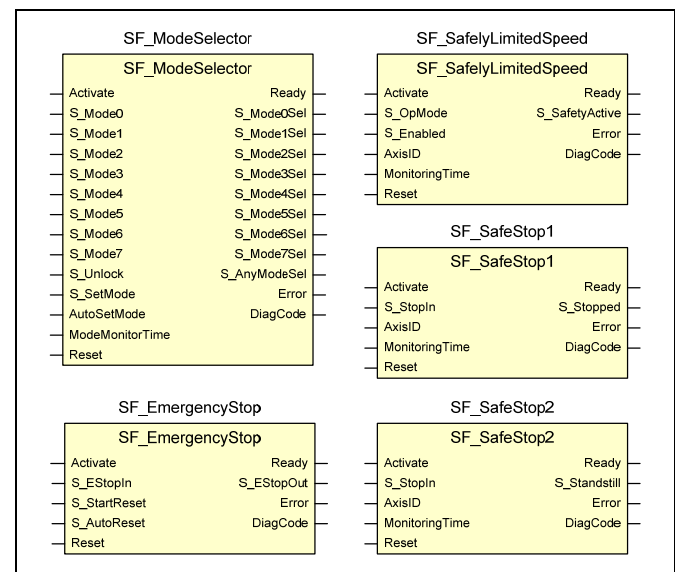 SF_ModeSelector
SF_ModeSelector
Activate Ready
S_Mode0 S_Mode0Sel
S_Mode1 S_Mode1Sel
S_Mode2 S_Mode2Sel
S_Mode3 S_Mode3Sel
S_Mode4 S_Mode4Sel
S_Mode5 S_Mode5Sel
S_Mode6 S_Mode6Sel
S_Mode7 S_Mode7Sel
S_Unlock S_AnyModeSel
S_SetMode Error
AutoSetMode DiagCode
ModeMonitorTime
Reset
SF_SafelyLimitedSpeed
SF_SafelyLimitedSpeed
Activate Ready
S_OpMode S_SafetyActive
S_Enabled Error
AxisID DiagCode
MonitoringTime
Reset
SF_SafeStop1
SF_SafeStop1
Activate Ready
S_StopIn S_Stopped
AxisID Error
MonitoringTime DiagCode
Reset
SF_EmergencyStop
SF_EmergencyStop
Activate Ready
S_EStopIn S_EStopOut
S_StartReset Error
S_AutoReset DiagCode
Reset
SF_SafeStop2
SF_SafeStop2
Activate Ready
S_StopIn S_Standstill
AxisID Error
MonitoringTime DiagCode
Reset